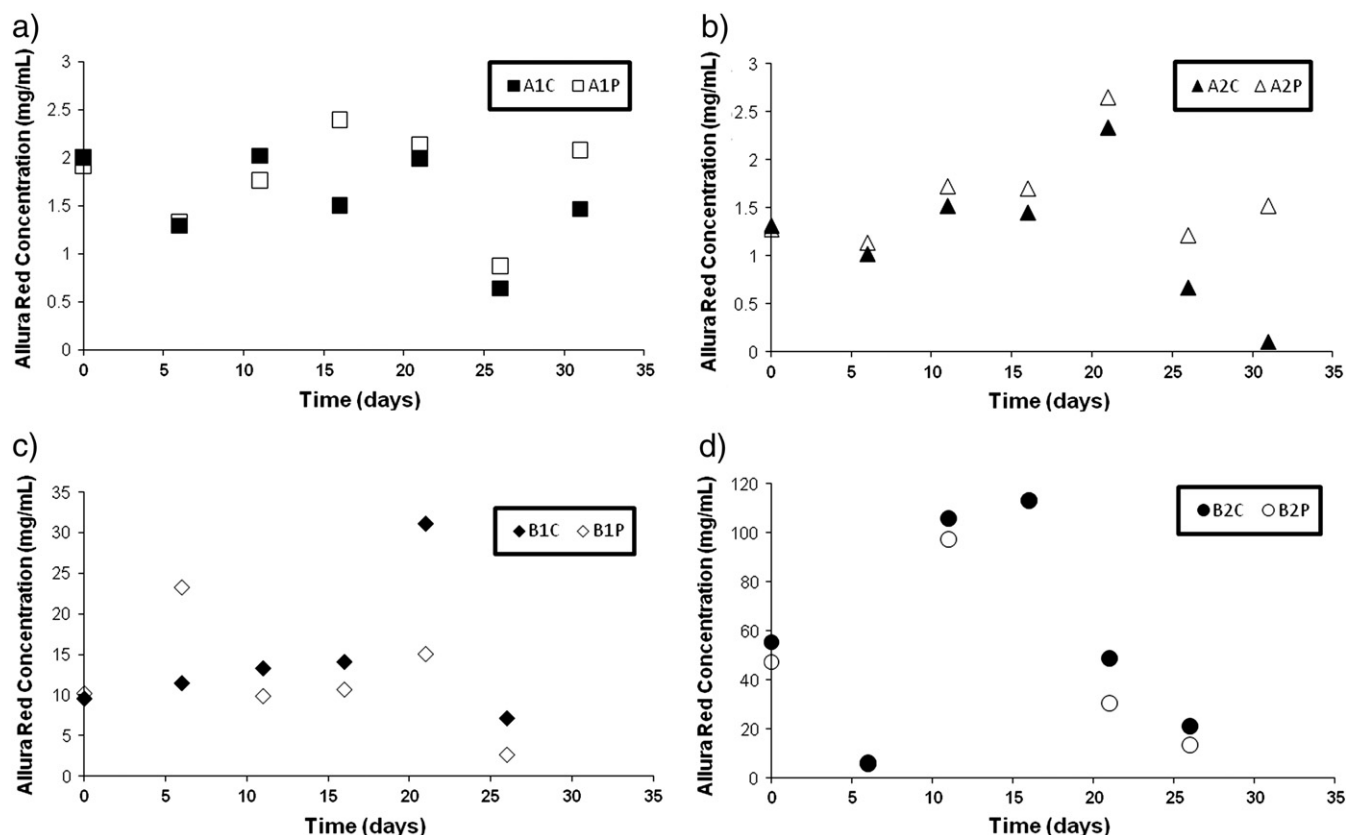 a)
Allura Red Concentration (mg/mL)
3
2.5
2
1.5
1
0.5
0
0 5 10 15 20 25 30 35
Time (days)
A1C A1P
b)
Allura Red Concentration (mg/mL)
3
2.5
2
1.5
1
0.5
0
0 5 10 15 20 25 30 35
Time (days)
A2C A2P
c)
Allura Red Concentration (mg/mL)
35
30
25
20
15
10
5
0
0 5 10 15 20 25 30 35
Time (days)
B1C B1P
d)
Allura Red Concentration (mg/mL)
120
100
80
60
40
20
0
0 5 10 15 20 25 30 35
Time (days)
B2C B2P